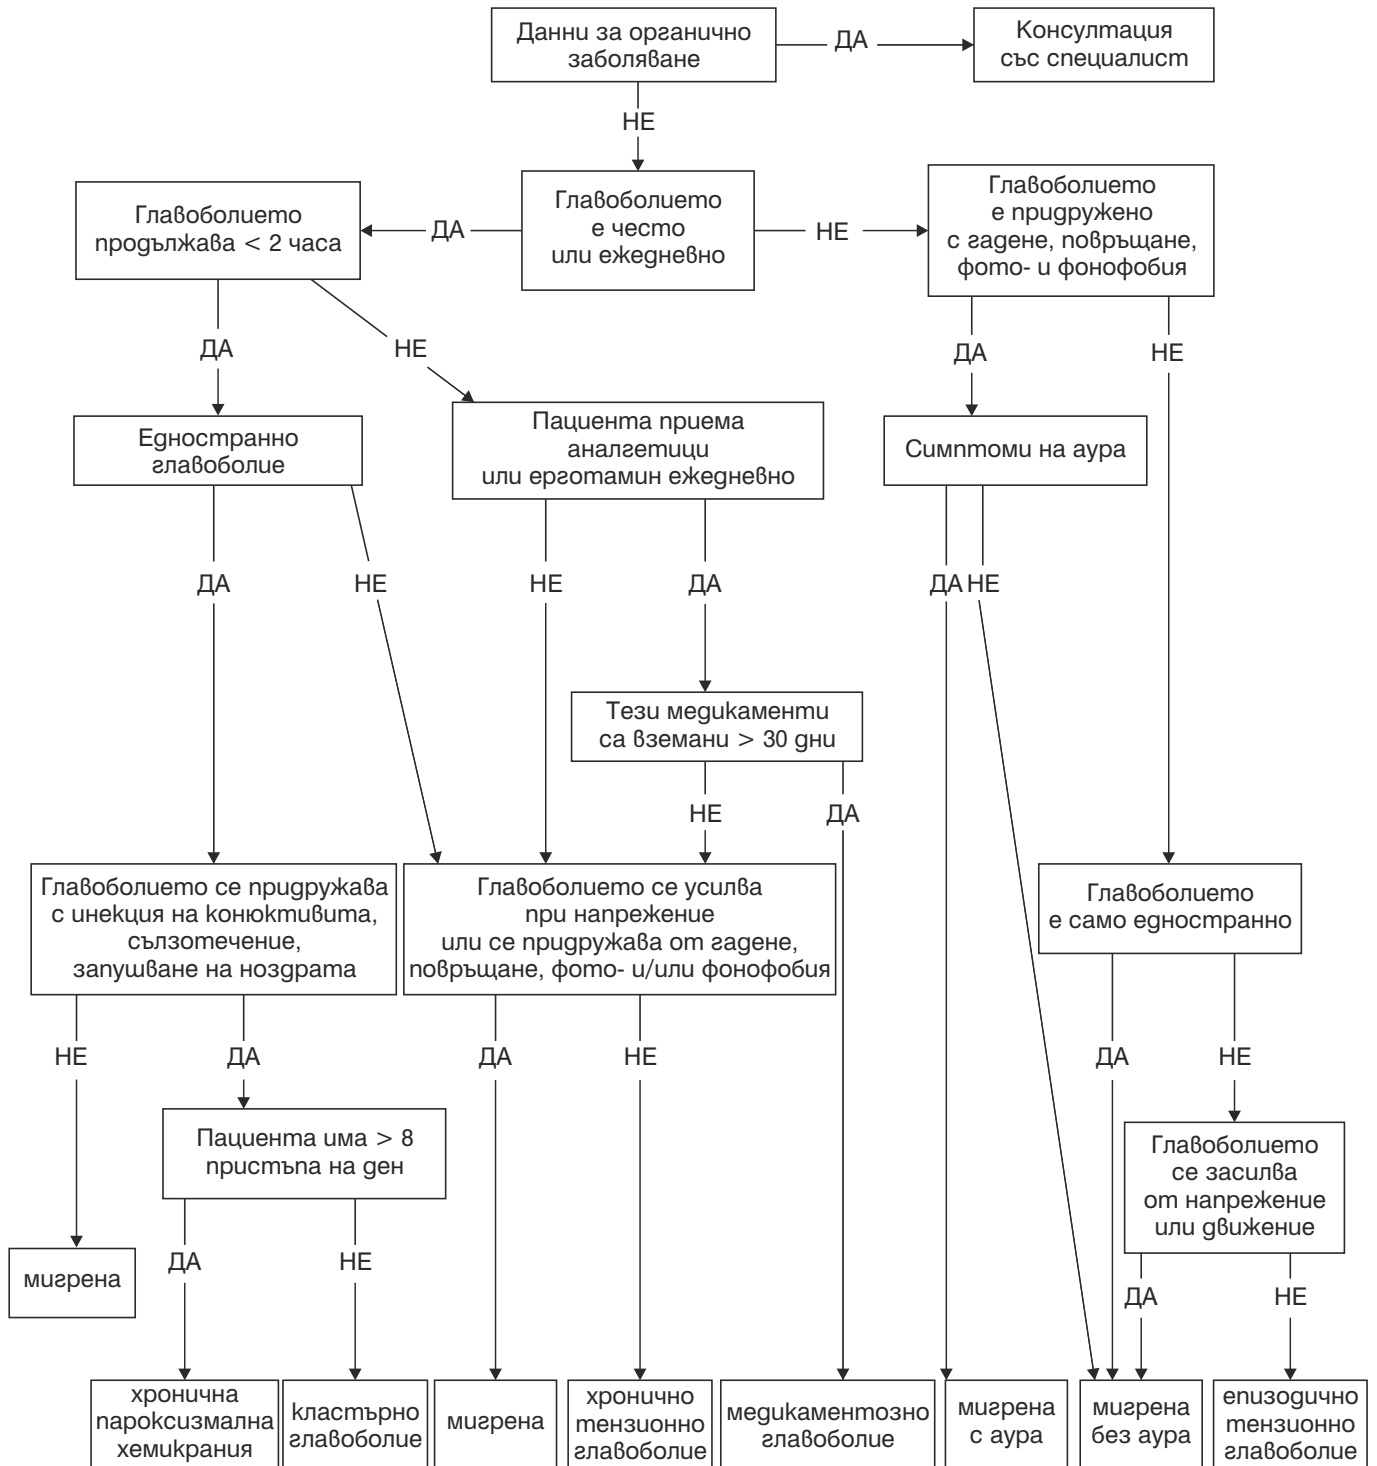 Данни за органично
заболяване
ДА
Консултация
със специалист
НЕ
Главоболието
продължава < 2 часа
ДА
Главоболието
е често
или ежедневно
НЕ
Главоболието
е придружено
с гадене, повръщане,
фото- и фонофобия
ДА
НЕ
ДА
НЕ
Едностранно
главоболие
Пациента приема
аналгетици
или ерготамин ежедневно
Симптоми на аура
ДА
НЕ
НЕ
ДА
ДА
НЕ
Тези медикаменти
са вземани > 30 дни
НЕ
ДА
Главоболието се придружава
с инекция на конюктивита,
сълзотечение,
запушване на ноздрата
Главоболието се усилва
при напрежение
или се придружава от гадене,
повръщане, фото- и/или фонофобия
Главоболието
е само едностранно
НЕ
ДА
ДА
НЕ
ДА
НЕ
Пациента има > 8
пристъпа на ден
Главоболието
се засилва
от напрежение
или движение
мигрена
ДА
НЕ
ДА
НЕ
хронична
пароксизмална
хемикрания
кластърно
главоболие
мигрена
хронично
тензионно
главоболие
медикаментозно
главоболие
мигрена
с аура
мигрена
без аура
епизодично
тензионно
главоболие